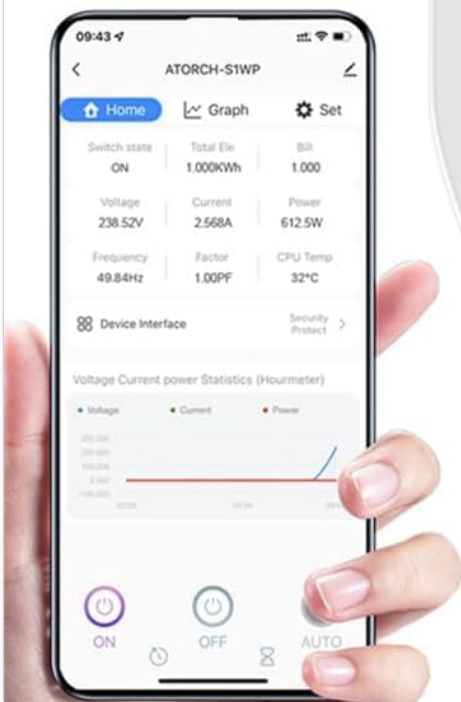 09:43
ATORCH-S1WP
Home Graph Set
Switch state Total Ele Bill
ON 1.000KWh 1.000
Voltage Current Power
238.52V 2.568A 612.5W
Frequency Factor CPU Temp
49.84Hz 1.00PF 32°C
Device Interface Security Protect
Voltage Current power Statistics (Hourmeter)
Voltage Current Power
ON OFF AUTO